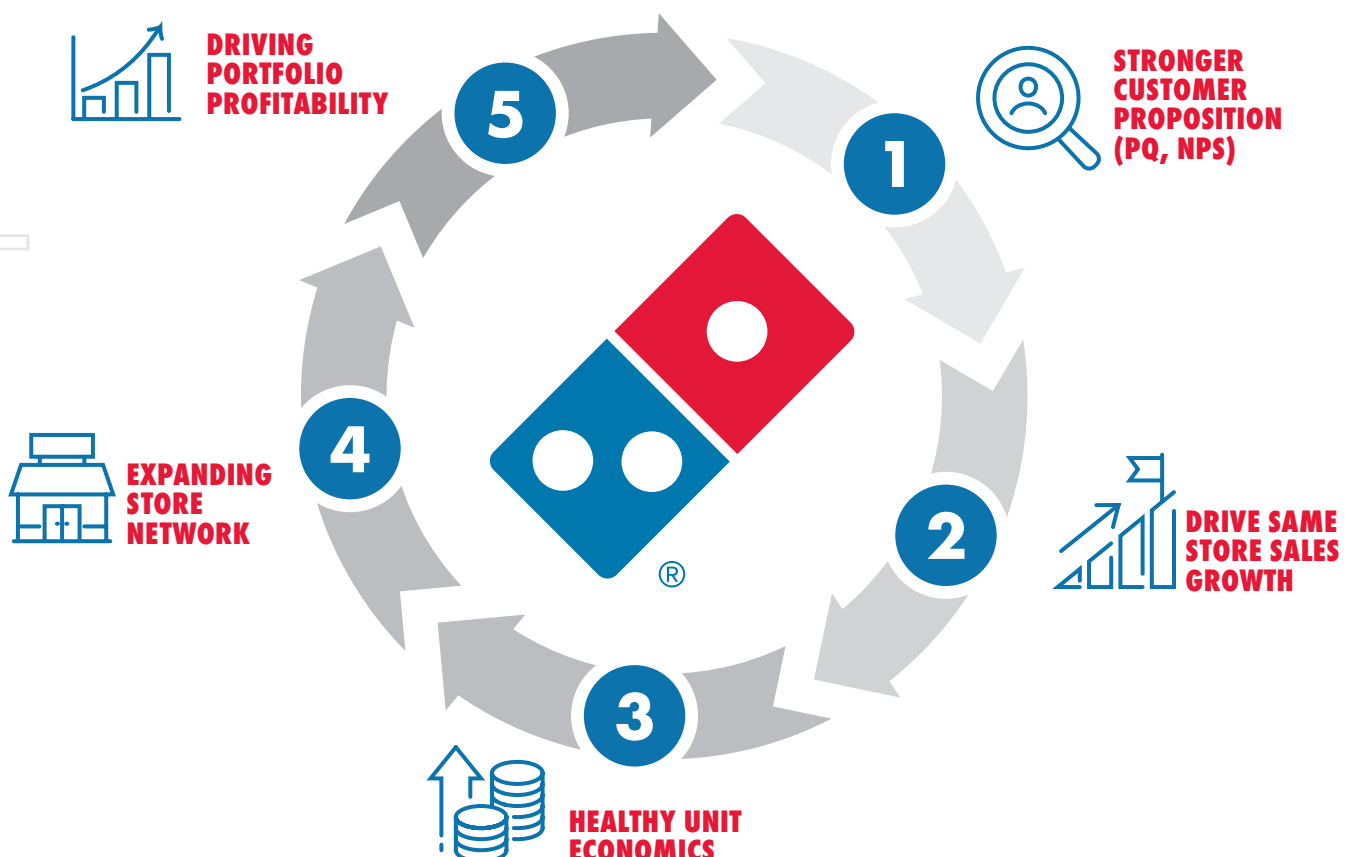 1
STRONGER
CUSTOMER
PROPOSITION
(PQ, NPS)
2
DRIVE SAME
STORE SALES
GROWTH
3
HEALTHY UNIT
ECONOMICS
4
EXPANDING
STORE
NETWORK
5
DRIVING
PORTFOLIO
PROFITABILITY
®